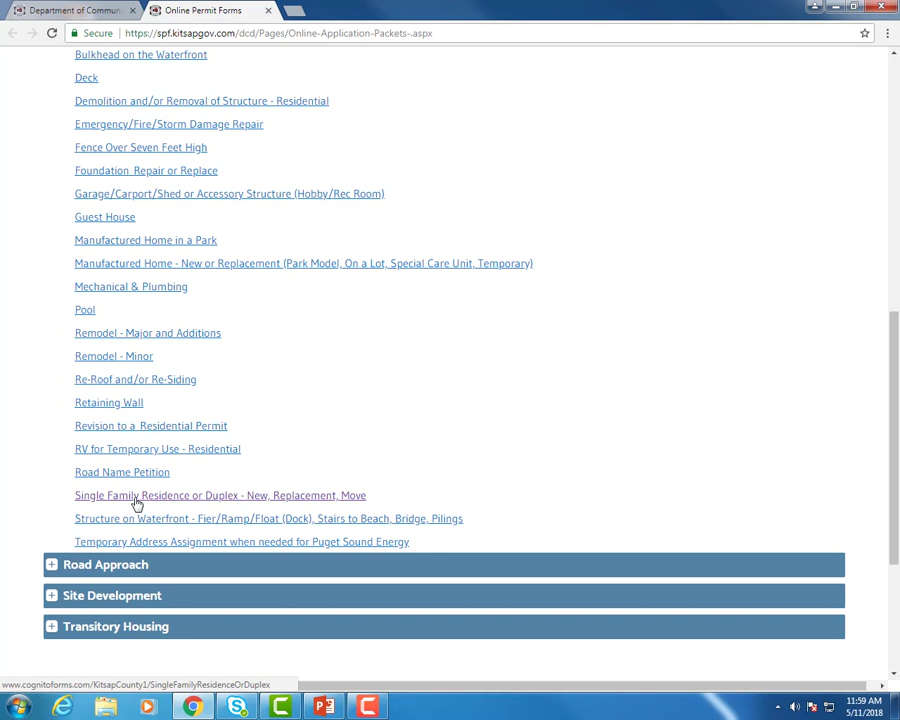 Department of Commun
Online Permit Forms
Secure
https://spf.kitsapgov.com/dcd/Pages/Online-Application-Packets-.aspx
Bulkhead on the Waterfront
Deck
Demolition and/or Removal of Structure - Residential
Emergency/Fire/Storm Damage Repair
Fence Over Seven Feet High
Foundation Repair or Replace
Garage/Carport/Shed or Accessory Structure (Hobby/Rec Room)
Guest House
Manufactured Home in a Park
Manufactured Home - New or Replacement (Park Model, On a Lot, Special Care Unit, Temporary)
Mechanical & Plumbing
Pool
Remodel - Major and Additions
Remodel - Minor
Re-Roof and/or Re-Siding
Retaining Wall
Revision to a Residential Permit
RV for Temporary Use - Residential
Road Name Petition
Single Family Residence or Duplex - New, Replacement, Move
Structure on Waterfront - Fier/Ramp/Float (Dock), Stairs to Beach, Bridge, Pilings
Temporary Address Assignment when needed for Puget Sound Energy
Road Approach
Site Development
Transitory Housing
www.cognitoforms.com/KitsapCounty1/SingleFamilyResidenceOrDuplex
11:59 AM
5/11/2018